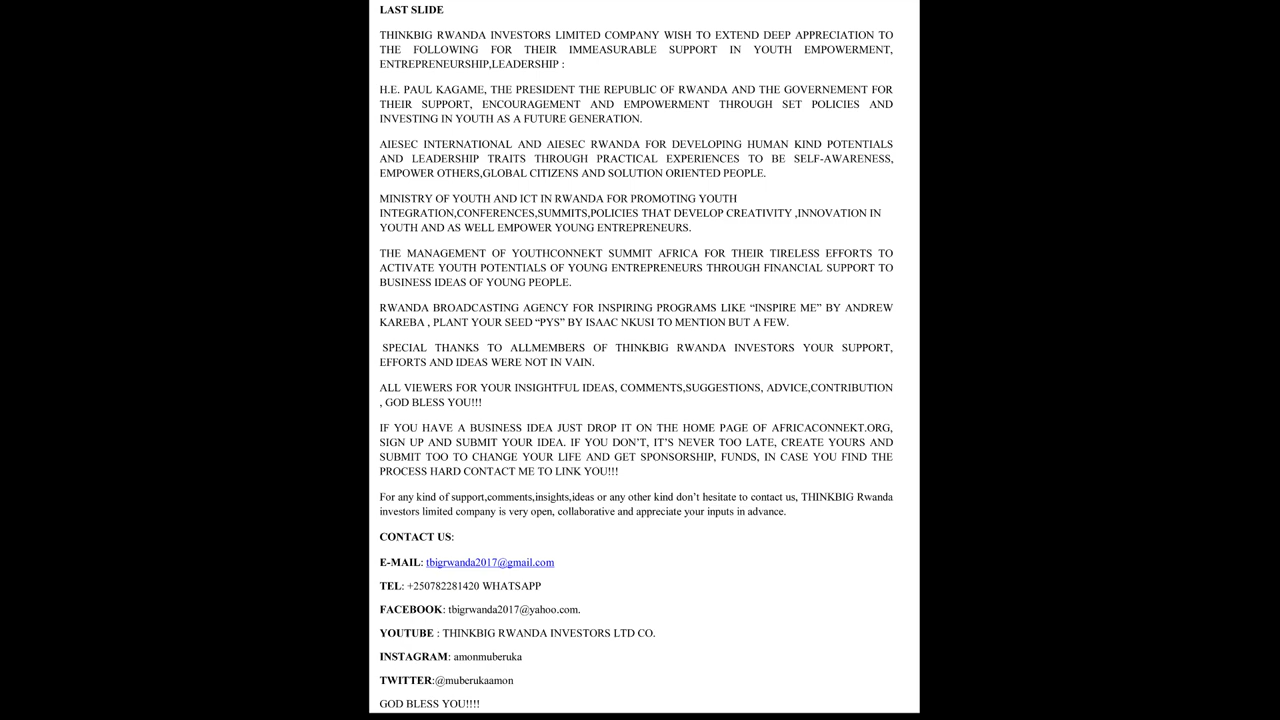 LAST SLIDE
THINKBIG RWANDA INVESTORS LIMITED COMPANY WISH TO EXTEND DEEP APPRECIATION TO
THE FOLLOWING FOR THEIR IMMEASURABLE SUPPORT IN YOUTH EMPOWERMENT,
ENTREPRENEURSHIP,LEADERSHIP :
H.E. PAUL KAGAME, THE PRESIDENT THE REPUBLIC OF RWANDA AND THE GOVERNEMENT FOR
THEIR SUPPORT, ENCOURAGEMENT AND EMPOWERMENT THROUGH SET POLICIES AND
INVESTING IN YOUTH AS A FUTURE GENERATION.
AIESEC INTERNATIONAL AND AIESEC RWANDA FOR DEVELOPING HUMAN KIND POTENTIALS
AND LEADERSHIP TRAITS THROUGH PRACTICAL EXPERIENCES TO BE SELF-AWARENESS,
EMPOWER OTHERS,GLOBAL CITIZENS AND SOLUTION ORIENTED PEOPLE.
MINISTRY OF YOUTH AND ICT IN RWANDA FOR PROMOTING YOUTH
INTEGRATION,CONFERENCES,SUMMITS,POLICIES THAT DEVELOP CREATIVITY ,INNOVATION IN
YOUTH AND AS WELL EMPOWER YOUNG ENTREPRENEURS.
THE MANAGEMENT OF YOUTHCONNEKT SUMMIT AFRICA FOR THEIR TIRELESS EFFORTS TO
ACTIVATE YOUTH POTENTIALS OF YOUNG ENTREPRENEURS THROUGH FINANCIAL SUPPORT TO
BUSINESS IDEAS OF YOUNG PEOPLE.
RWANDA BROADCASTING AGENCY FOR INSPIRING PROGRAMS LIKE “INSPIRE ME” BY ANDREW
KAREBA , PLANT YOUR SEED “PYS” BY ISAAC NKUSI TO MENTION BUT A FEW.
SPECIAL THANKS TO ALLMEMBERS OF THINKBIG RWANDA INVESTORS YOUR SUPPORT,
EFFORTS AND IDEAS WERE NOT IN VAIN.
ALL VIEWERS FOR YOUR INSIGHTFUL IDEAS, COMMENTS,SUGGESTIONS, ADVICE,CONTRIBUTION
, GOD BLESS YOU!!!
IF YOU HAVE A BUSINESS IDEA JUST DROP IT ON THE HOME PAGE OF AFRICACONNEKT.ORG,
SIGN UP AND SUBMIT YOUR IDEA. IF YOU DON’T, IT’S NEVER TOO LATE, CREATE YOURS AND
SUBMIT TOO TO CHANGE YOUR LIFE AND GET SPONSORSHIP, FUNDS, IN CASE YOU FIND THE
PROCESS HARD CONTACT ME TO LINK YOU!!!
For any kind of support,comments,insights,ideas or any other kind don’t hesitate to contact us, THINKBIG Rwanda
investors limited company is very open, collaborative and appreciate your inputs in advance.
CONTACT US:
E-MAIL: tbigrwanda2017@gmail.com
TEL: +250782281420 WHATSAPP
FACEBOOK: tbigrwanda2017@yahoo.com.
YOUTUBE : THINKBIG RWANDA INVESTORS LTD CO.
INSTAGRAM: amonmuberuka
TWITTER:@muberukaamon
GOD BLESS YOU!!!!